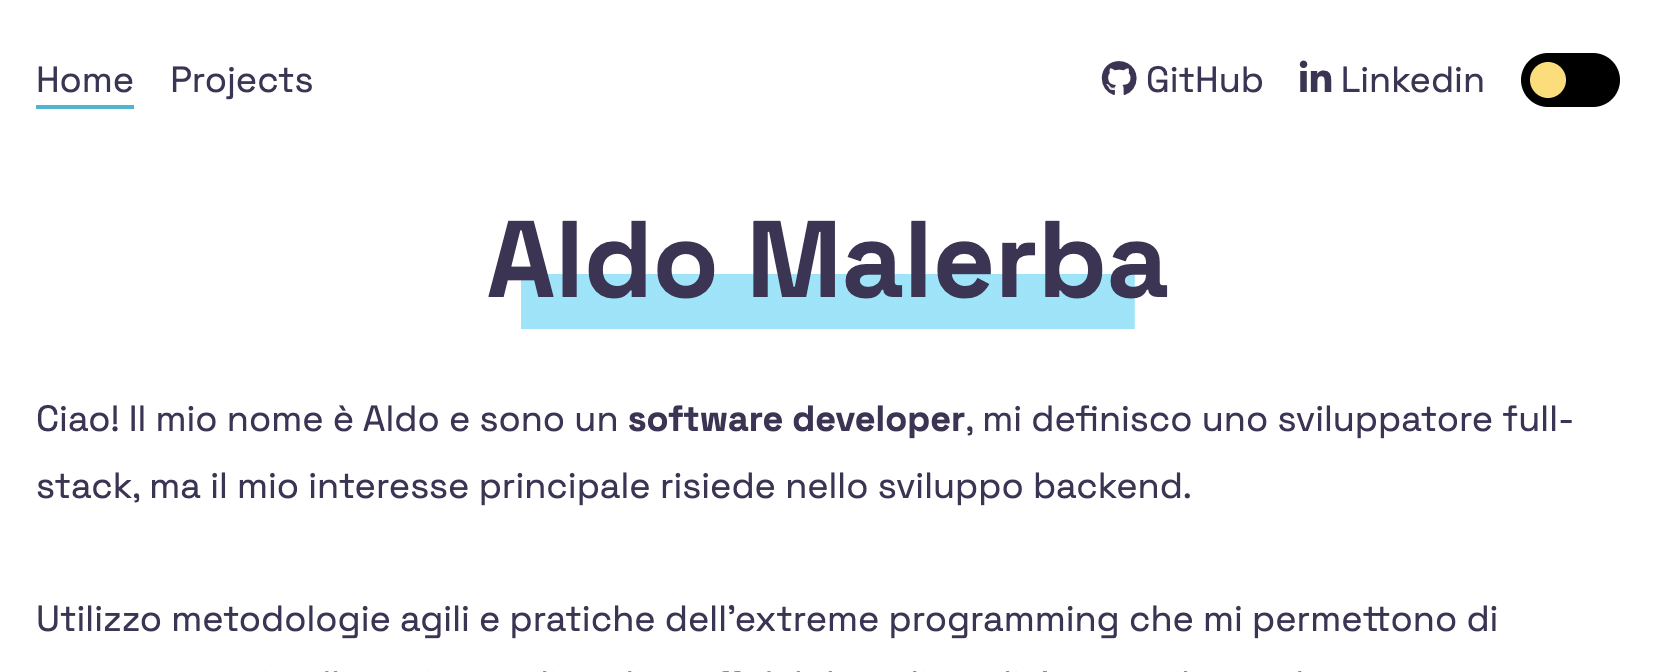 Home Projects GitHub Linkedin
Aldo Malerba
Ciao! Il mio nome è Aldo e sono un software developer, mi definisco uno sviluppatore full-
stack, ma il mio interesse principale risiede nello sviluppo backend.
Utilizzo metodologie agili e pratiche dell’extreme programming che mi permettono di